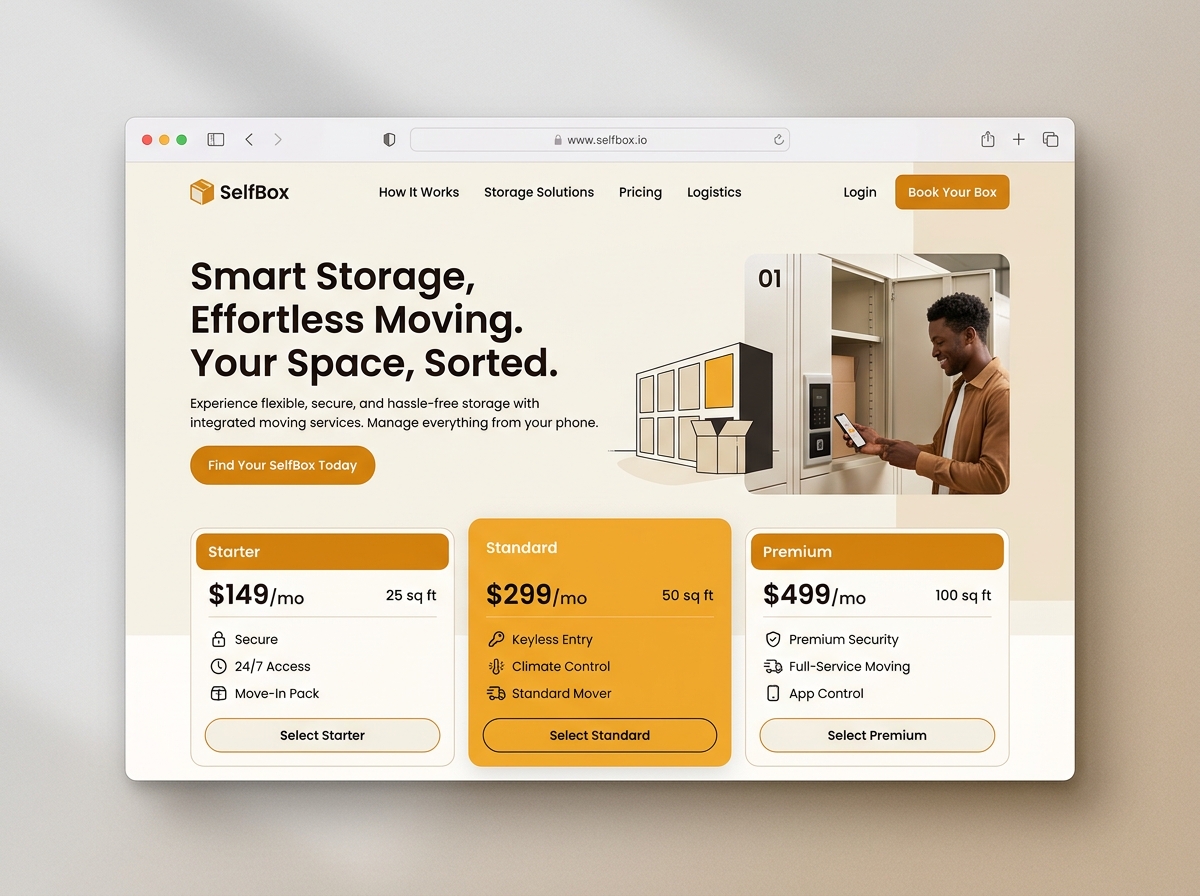 www.selfbox.io
SelfBox
How It Works
Storage Solutions
Pricing
Logistics
Login
Book Your Box
Smart Storage,
Effortless Moving.
Your Space, Sorted.
Experience flexible, secure, and hassle-free storage with
integrated moving services. Manage everything from your phone.
Find Your SelfBox Today
01
Starter
$149/mo
25 sq ft
Secure
24/7 Access
Move-In Pack
Select Starter
Standard
$299/mo
50 sq ft
Keyless Entry
Climate Control
Standard Mover
Select Standard
Premium
$499/mo
100 sq ft
Premium Security
Full-Service Moving
App Control
Select Premium